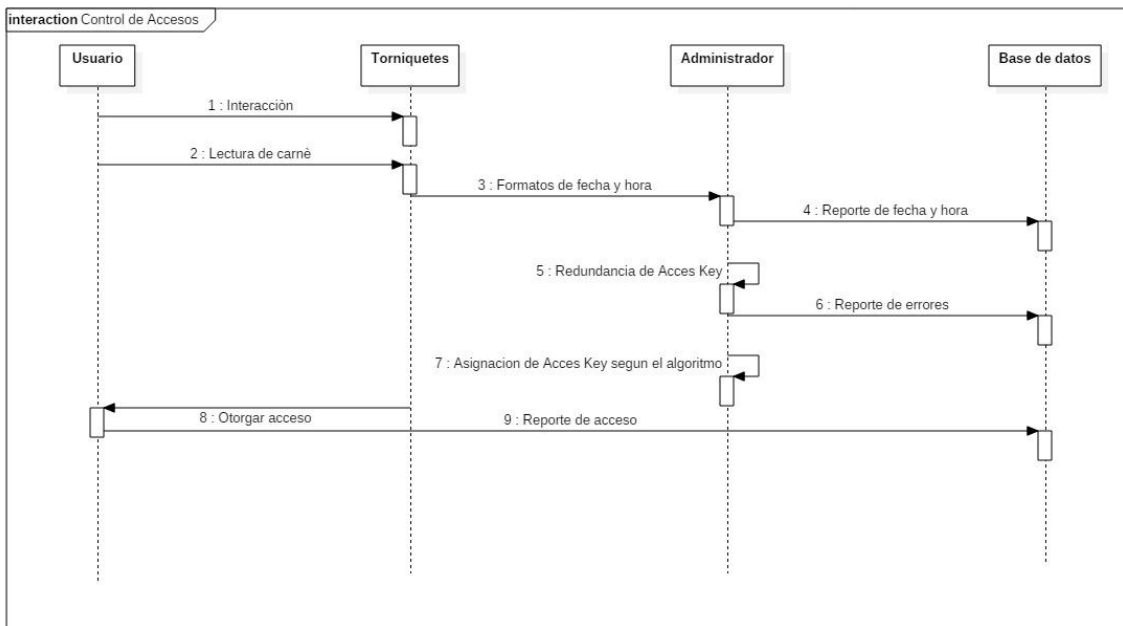 interaction Control de Accesos
Usuario
Torniquetes
Administrador
Base de datos
1 : Interacciòn
2 : Lectura de carnè
3 : Formatos de fecha y hora
4 : Reporte de fecha y hora
5 : Redundancia de Acces Key
6 : Reporte de errores
7 : Asignacion de Acces Key segun el algoritmo
8 : Otorgar acceso
9 : Reporte de acceso